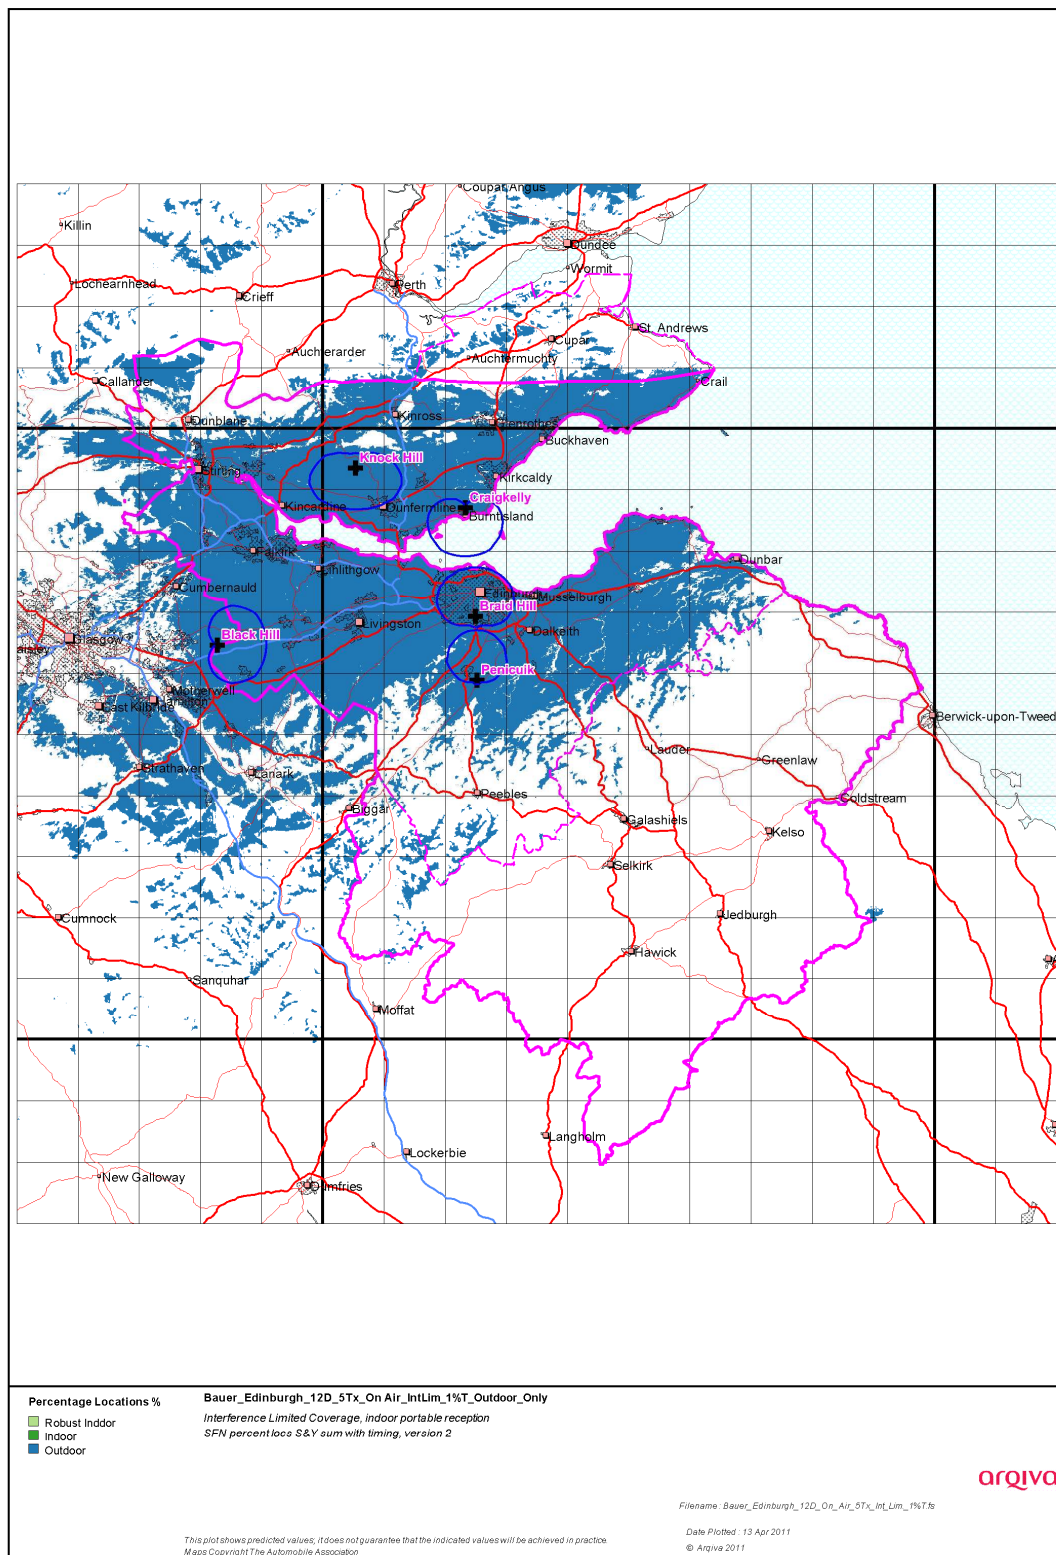 Coupar Angus
Killin
Dundee
Wormit
Lochearnhead
Perth
Crieff
St. Andrews
Cupar
Auchterarder
Auchtermuchty
Callander
Crail
Kinross
Dunblane
Glenrothes
Buckhaven
Knock Hill
Stirling
Kirkcaldy
Craigkelly
Kincardine
Dunfermline
Burntisland
Falkirk
Dunbar
Linlithgow
Cumbernauld
Edinburgh
Musselburgh
Braid Hill
Livingston
Dalkeith
Black Hill
Glasgow
aisley
Penicuik
Motherwell
Hamilton
East Kilbride
Berwick-upon-Tweed
Lauder
Greenlaw
Strathaven
Lanark
Peebles
Coldstream
Biggar
Galashiels
Kelso
Selkirk
Cumnock
Jedburgh
Hawick
Sanquhar
Moffat
Langholm
Lockerbie
New Galloway
Dumfries
Percentage Locations %
Robust Inddor
Indoor
Outdoor
Bauer_Edinburgh_12D_5Tx_On Air_IntLim_1%T_Outdoor_Only
Interference Limited Coverage, indoor portable reception
SFN percent locs S&Y sum with timing, version 2
arqiva
Filename: Bauer_Edinburgh_12D_On_Air_5Tx_Int_Lim_1%T.fs
Date Plotted : 13 Apr 2011
© Arqiva 2011
This plot shows predicted values; it does not guarantee that the indicated values will be achieved in practice.
Maps Copyright The Automobile Association